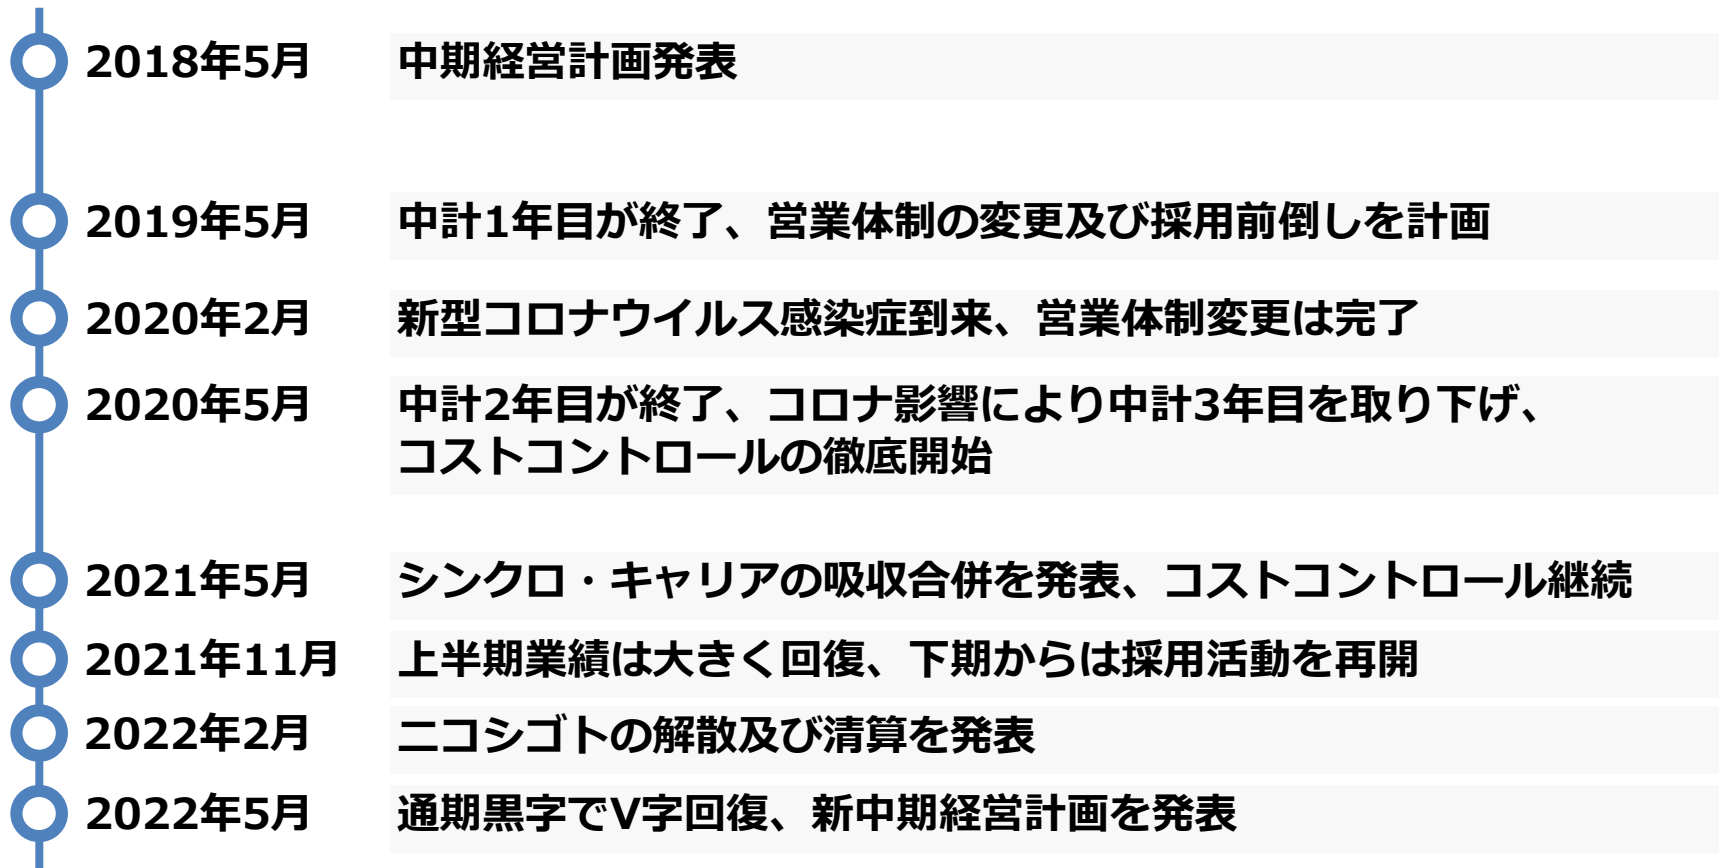 2018年5月 中期経営計画発表
2019年5月 中計1年目が終了、営業体制の変更及び採用前倒しを計画
2020年2月 新型コロナウイルス感染症到来、営業体制変更は完了
2020年5月 中計2年目が終了、コロナ影響により中計3年目を取り下げ、
コストコントロールの徹底開始
2021年5月 シンクロ・キャリアの吸収合併を発表、コストコントロール継続
2021年11月 上半期業績は大きく回復、下期からは採用活動を再開
2022年2月 ニコシゴトの解散及び清算を発表
2022年5月 通期黒字でV字回復、新中期経営計画を発表